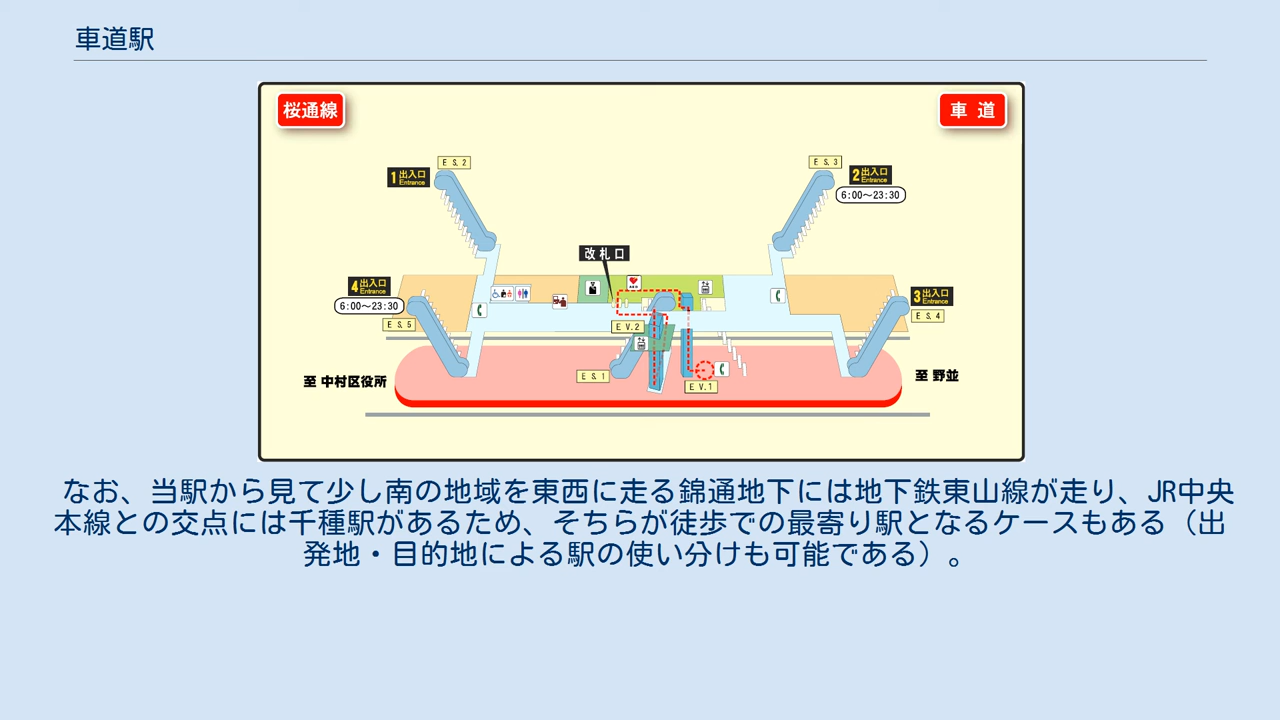 車道駅
桜通線
車 道
E S.2
E S.3
1出入口
Entrance
2出入口
Entrance
6:00〜23:30
改札口
4出入口
Entrance
6:00〜23:30
3出入口
Entrance
AED
E S.5
E S.4
E V.2
至 中村区役所
E S.1
E V.1
至 野並
なお、当駅から見て少し南の地域を東西に走る錦通地下には地下鉄東山線が走り、JR中央
本線との交点には千種駅があるため、そちらが徒歩での最寄り駅となるケースもある（出
発地・目的地による駅の使い分けも可能である）。